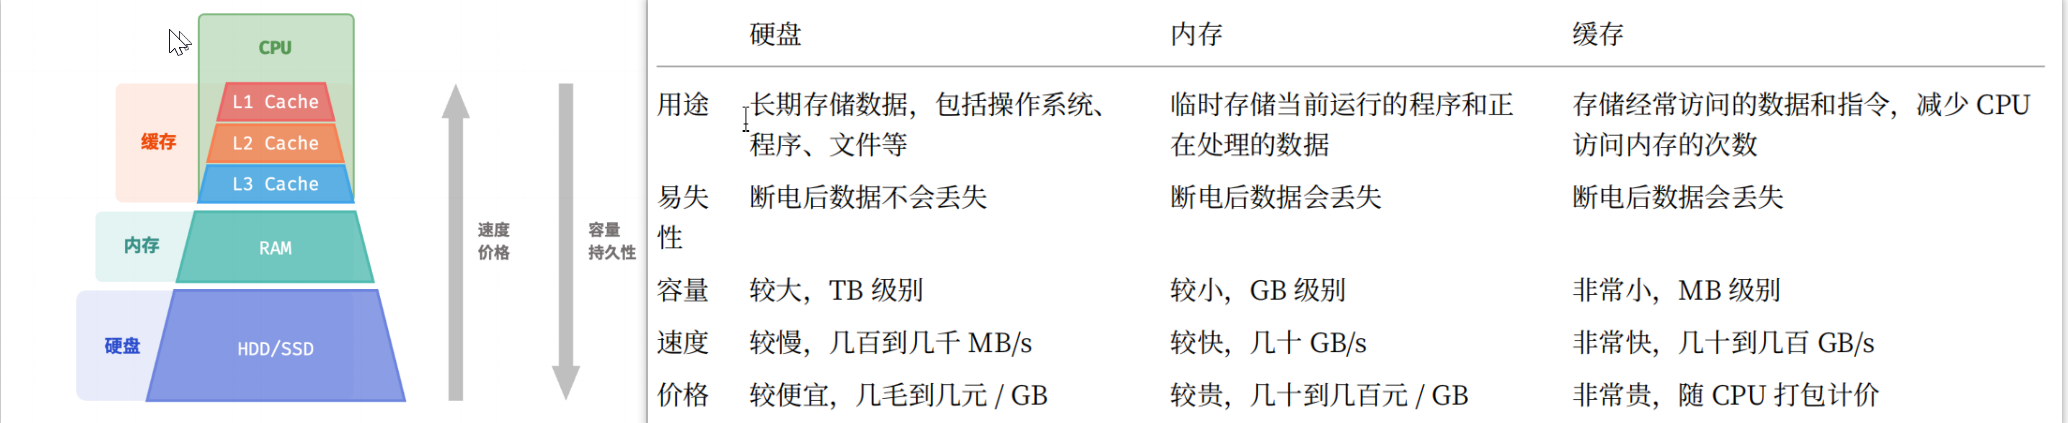 CPU
L1 Cache
缓存
L2 Cache
L3 Cache
速度
价格
容量
持久性
内存
RAM
硬盘
HDD/SSD
硬盘 内存 缓存
用途 长期存储数据，包括操作系统、 临时存储当前运行的程序和正 存储经常访问的数据和指令，减少 CPU
程序、文件等 在处理的数据 访问内存的次数
易失 断电后数据不会丢失 断电后数据会丢失 断电后数据会丢失
性
容量 较大，TB 级别 较小，GB 级别 非常小，MB 级别
速度 较慢，几百到几千 MB/s 较快，几十 GB/s 非常快，几十到几百 GB/s
价格 较便宜，几毛到几元 / GB 较贵，几十到几百元 / GB 非常贵，随 CPU 打包计价